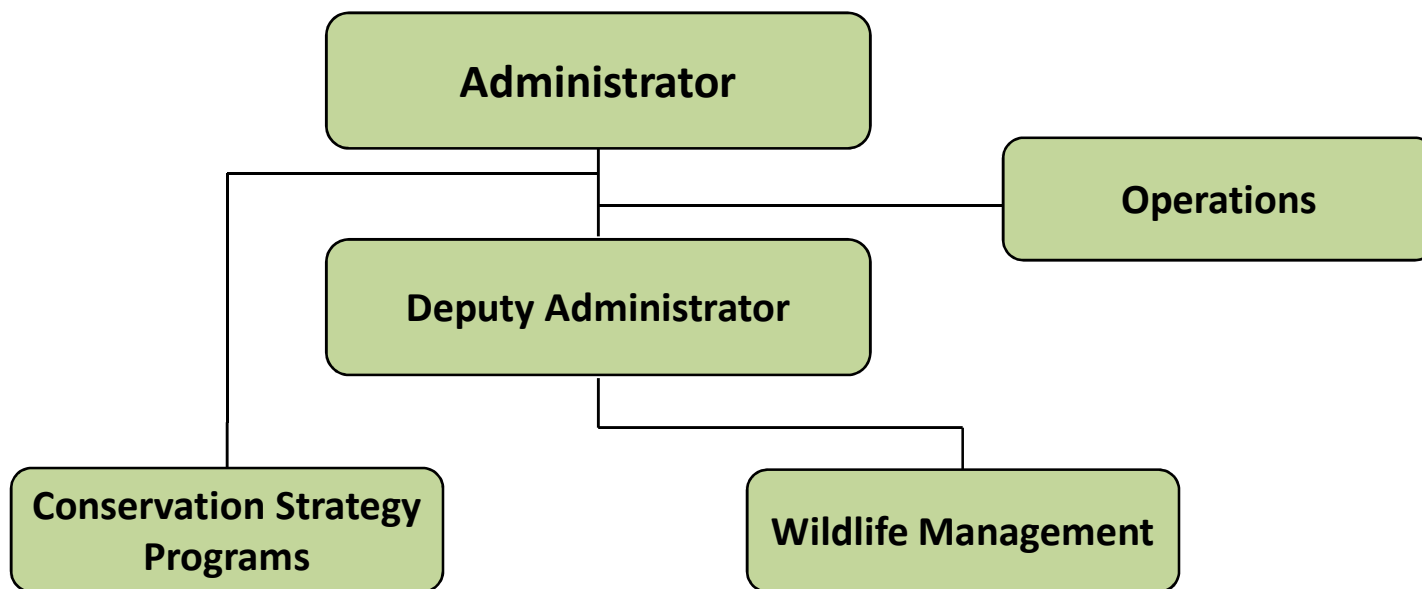 Administrator
Operations
Deputy Administrator
Conservation Strategy
Programs
Wildlife Management